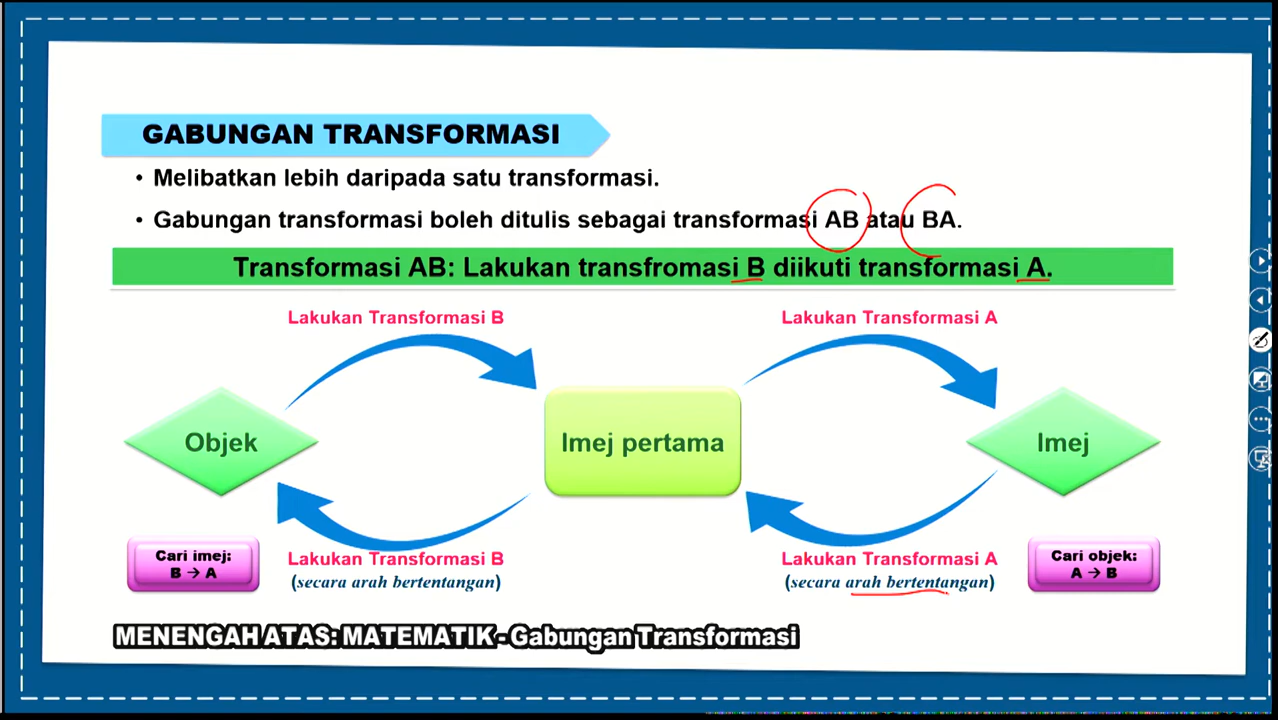 GABUNGAN TRANSFORMASI
• Melibatkan lebih daripada satu transformasi.
• Gabungan transformasi boleh ditulis sebagai transformasi AB atau BA.
Transformasi AB: Lakukan transfromasi B diikuti transformasi A.
Lakukan Transformasi B
Lakukan Transformasi A
Objek
Imej pertama
Imej
Cari imej:
B → A
Lakukan Transformasi B
(secara arah bertentangan)
Lakukan Transformasi A
(secara arah bertentangan)
Cari objek:
A → B
MENENGAH ATAS: MATEMATIK - Gabungan Transformasi